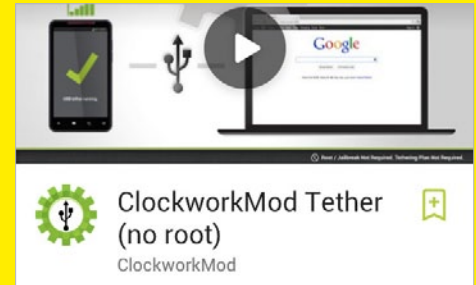 Google
Root / Jailbreak Not Required. Tethering Plan Not Required.
ClockworkMod Tether
(no root)
ClockworkMod